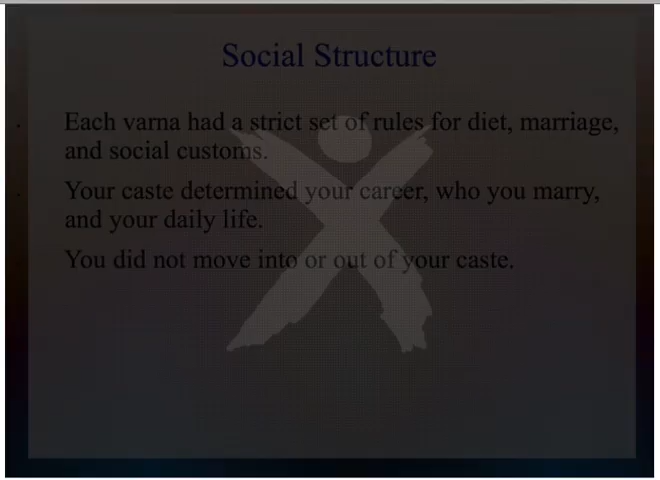 Social Structure
Each varna had a strict set of rules for diet, marriage,
and social customs.
Your caste determined your career, who you marry,
and your daily life.
You did not move into or out of your caste.